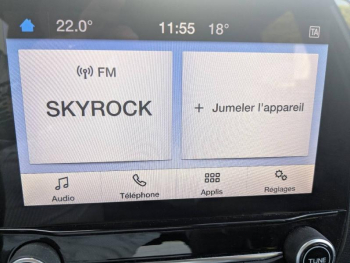 22.0° 11:55 18° TA
FM
SKYROCK
+ Jumeler l'appareil
Audio Téléphone Applis Réglages
TUNE